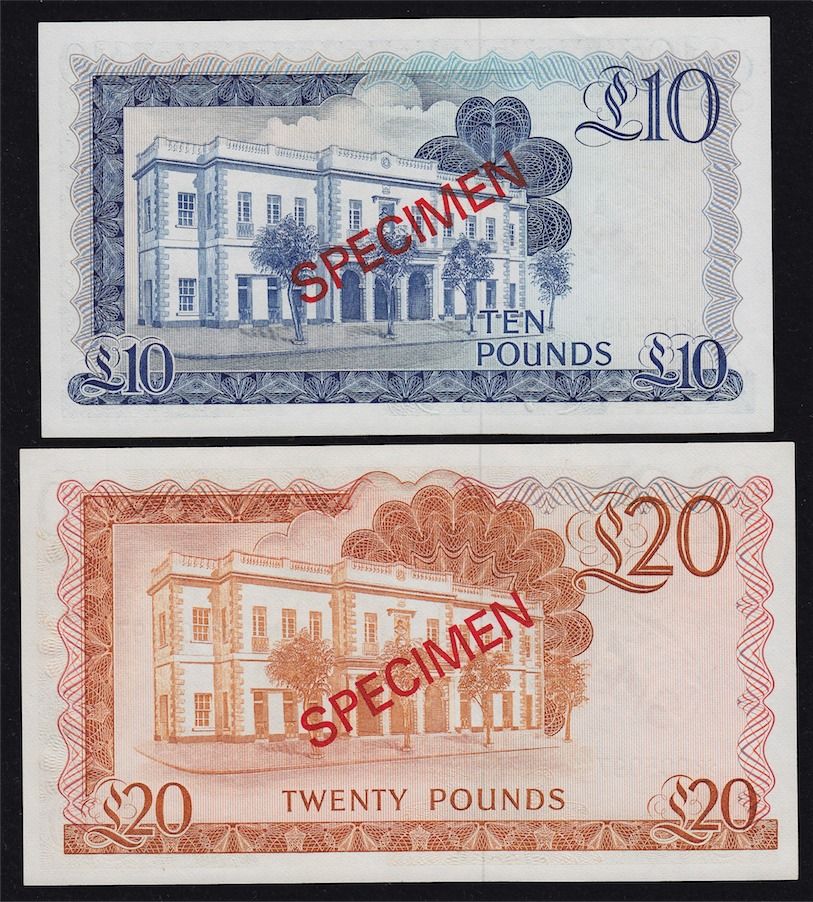 £10
SPECIMEN
TEN
POUNDS
£10
£10
£20
SPECIMEN
TWENTY POUNDS
£20
£20